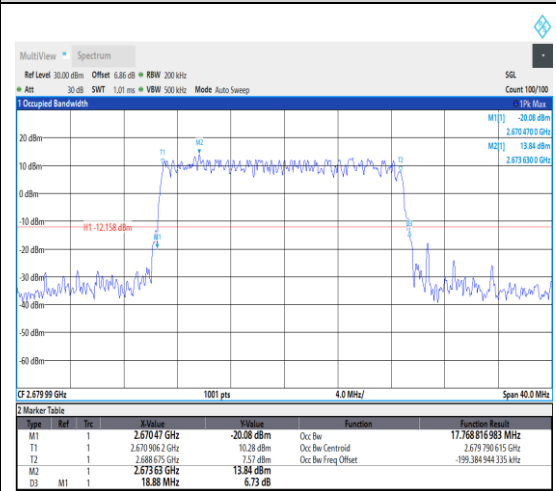 MultiView Spectrum
Ref Level 30.00 dBm Offset 6.86 dB RBW 200 kHz SGL
Att 30 dB SWT 1.01 ms VBW 500 kHz Mode Auto Sweep Count 100/100
1 Occupied Bandwidth 1Pk Max
M1[1] -20.08 dBm
2.670 470 0 GHz
M2[1] 13.84 dBm
2.673 630 0 GHz
20 dBm
M2
T1
T2
10 dBm
0 dBm
-10 dBm
H1 -12.158 dBm
M1
-20 dBm
-30 dBm
-40 dBm
-50 dBm
-60 dBm
CF 2.679 99 GHz 1001 pts 4.0 MHz/ Span 40.0 MHz
2 Marker Table
Type Ref Trc X-Value Y-Value Function Function Result
M1 1 2.670 47 GHz -20.08 dBm Occ Bw 17.768 816 983 MHz
T1 1 2.670 906 2 GHz 10.28 dBm Occ Bw Centroid 2.679 790 615 GHz
T2 1 2.688 675 GHz 7.57 dBm Occ Bw Freq Offset -199.384 944 335 kHz
M2 1 2.673 63 GHz 13.84 dBm
D3 M1 1 18.88 MHz 6.73 dB